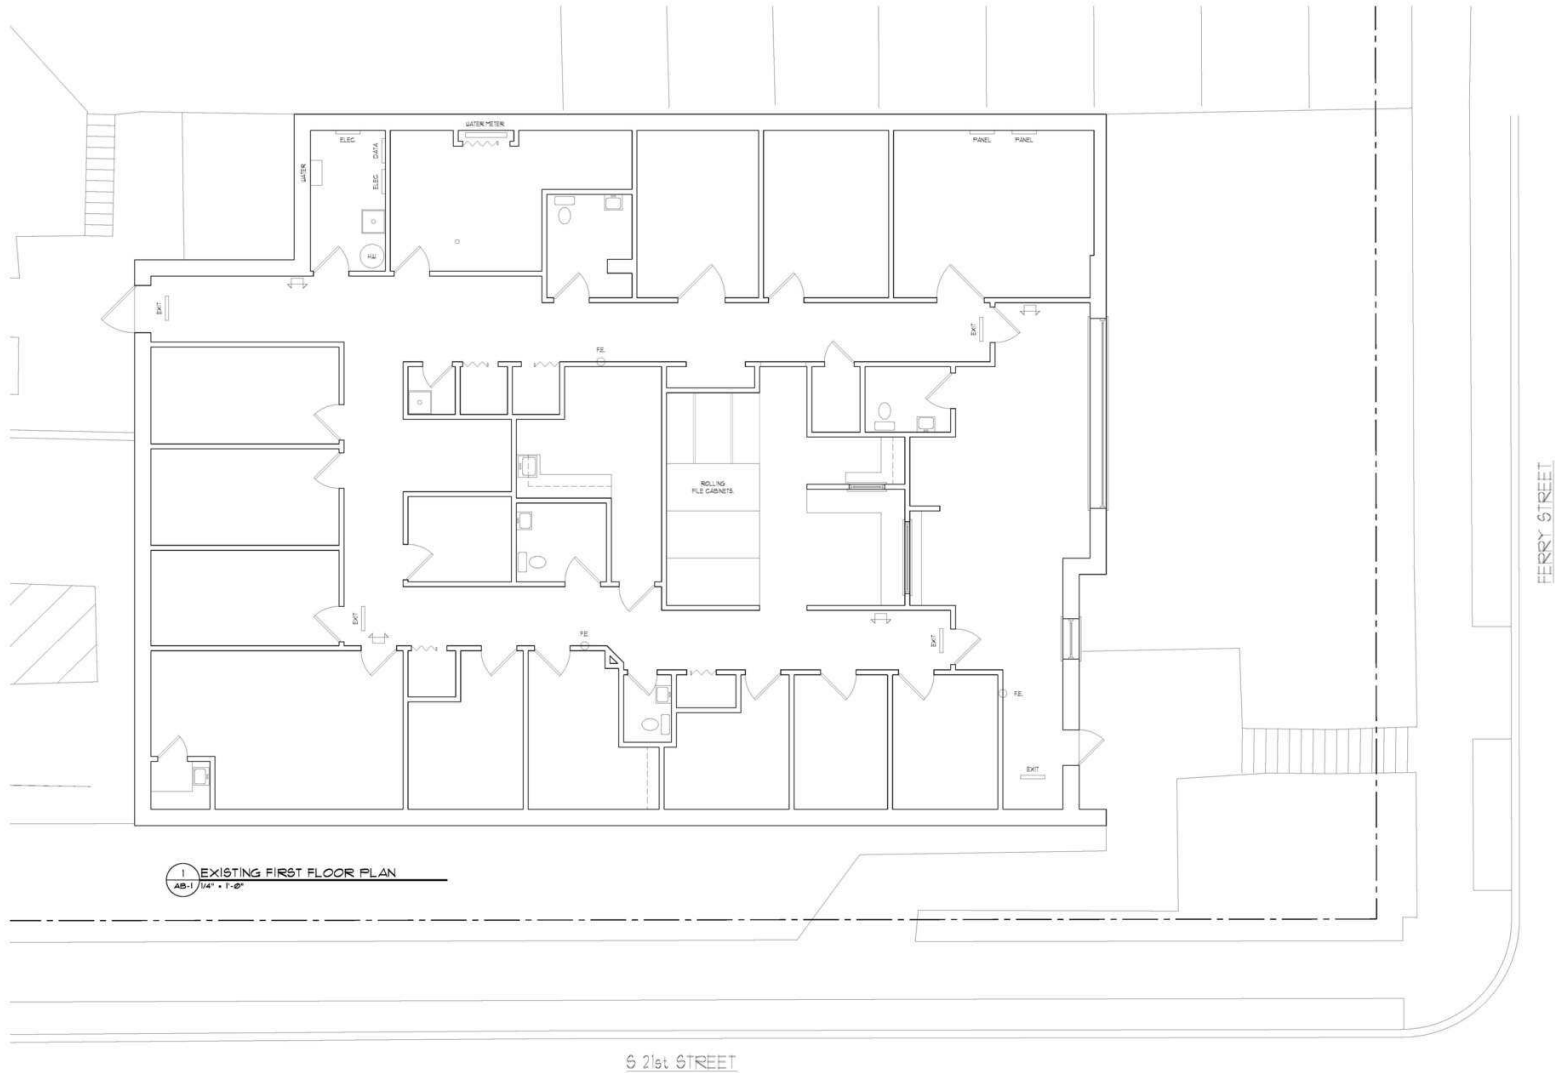 WATER METER
ELEC.
DATA
PANEL
PANEL
WATER
ELEC.
H.W.
EXIT
EXIT
F.E.
ROLLING
FILE CABINETS
FERRY STREET
EXIT
F.E.
EXIT
F.E.
EXIT
1
EXISTING FIRST FLOOR PLAN
AB-1
1/4" = 1'-0"
S 21st STREET